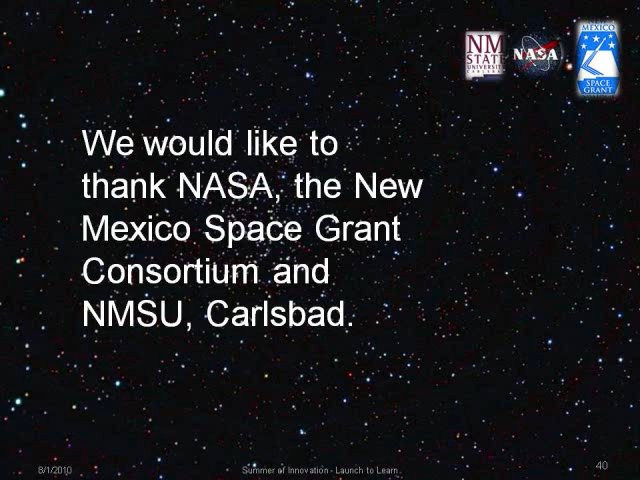 NM
STATE
UNIVERSITY
CARLSBAD
NASA
MEXICO
SPACE
GRANT
We would like to
thank NASA, the New
Mexico Space Grant
Consortium and
NMSU, Carlsbad.
8/1/2010
Summer of Innovation - Launch to Learn
40